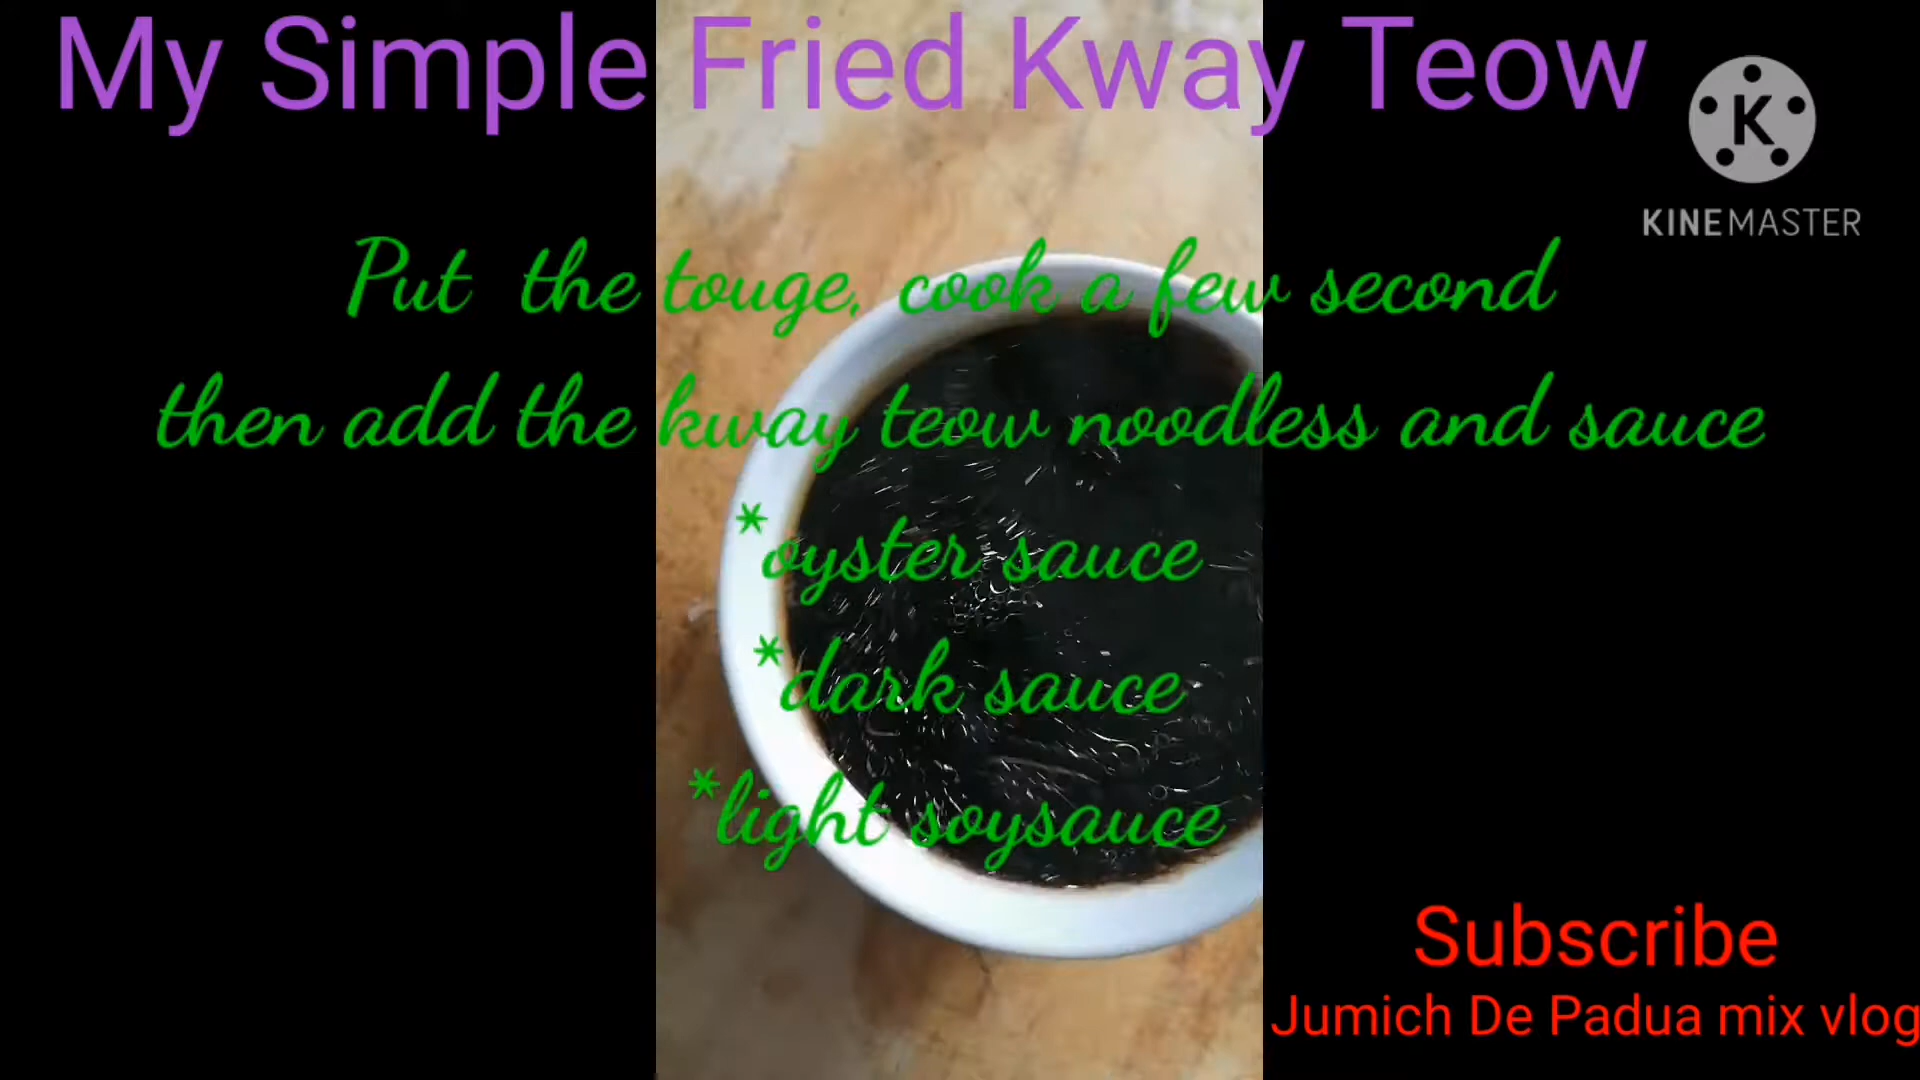 My Simple Fried Kway Teow
K
KINEMASTER
Put the touge, cook a few second
then add the kway teow noodless and sauce
*oyster sauce
*dark sauce
*light soysauce
Subscribe
Jumich De Padua mix vlog